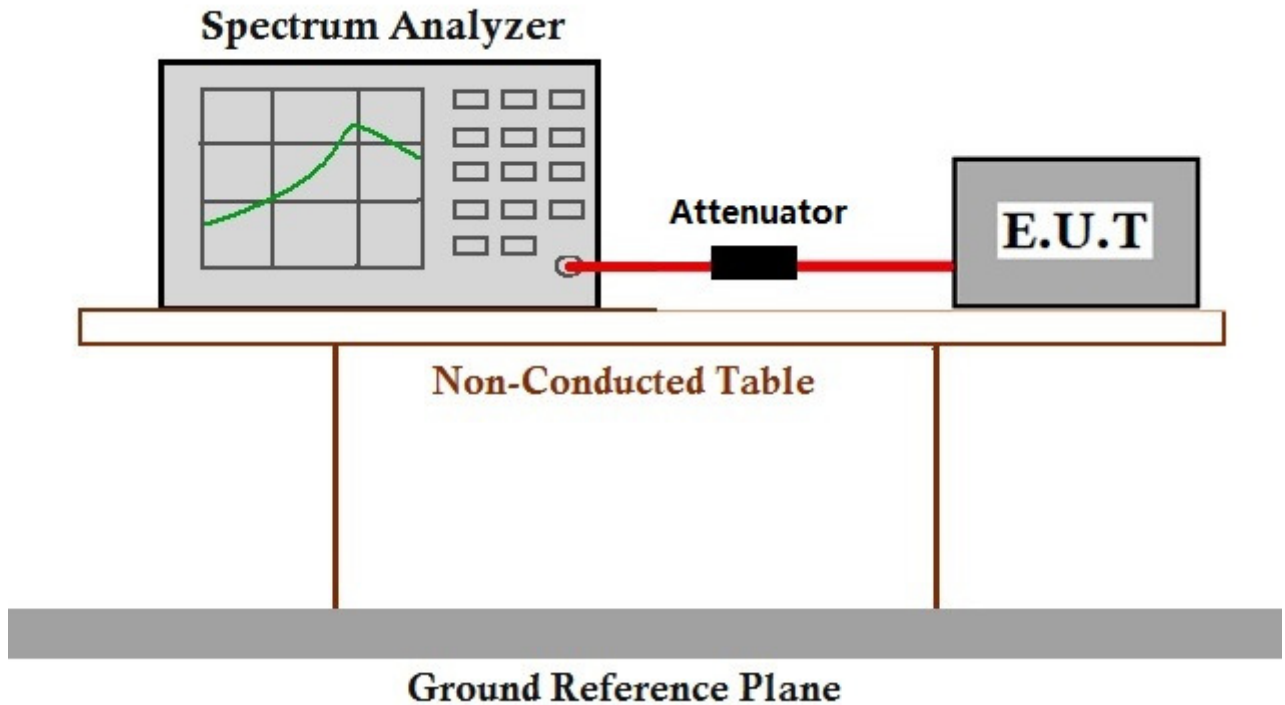 Spectrum Analyzer
Attenuator
E.U.T
Non-Conducted Table
Ground Reference Plane